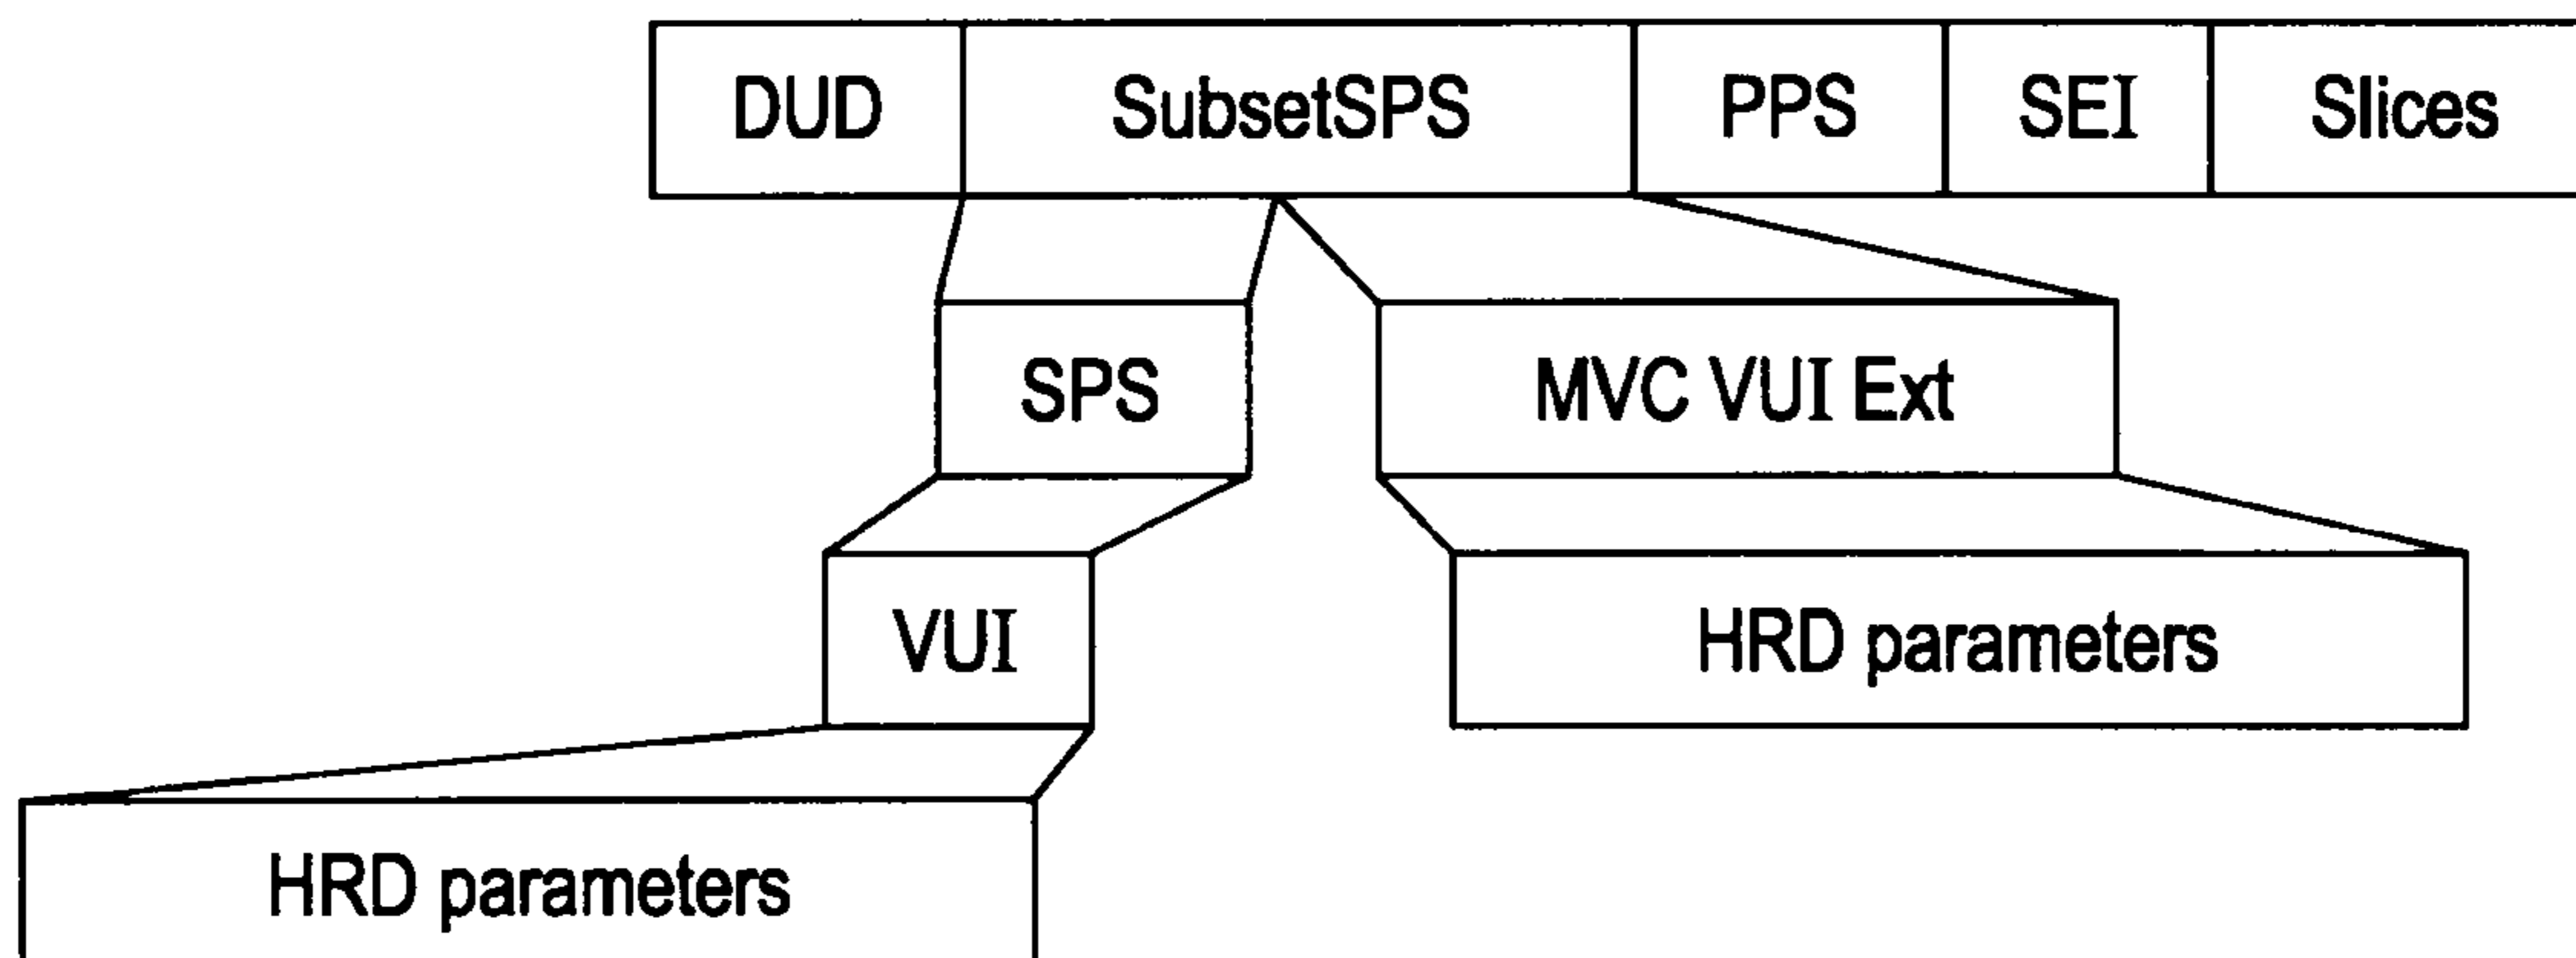 DUD SubsetSPS PPS SEI Slices
SPS MVC VUI Ext
VUI HRD parameters
HRD parameters